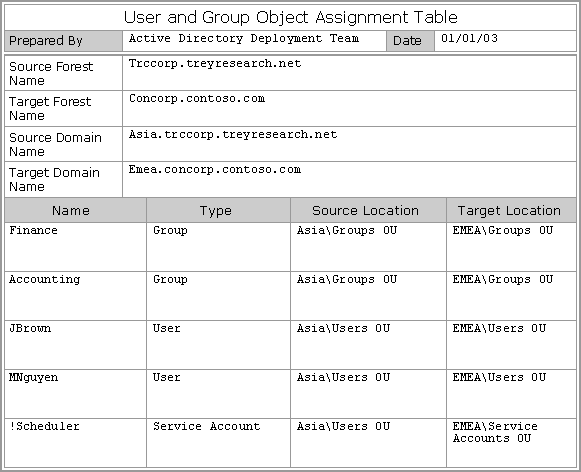 User and Group Object Assignment Table
Prepared By Active Directory Deployment Team Date 01/01/03
Source Forest Name Trccorp.treyresearch.net
Target Forest Name Concorp.contoso.com
Source Domain Name Asia.trccorp.treyresearch.net
Target Domain Name Emea.concorp.contoso.com
Name Type Source Location Target Location
Finance Group Asia\Groups OU EMEA\Groups OU
Accounting Group Asia\Groups OU EMEA\Groups OU
JBrown User Asia\Users OU EMEA\Users OU
MNguyen User Asia\Users OU EMEA\Users OU
!Scheduler Service Account Asia\Users OU EMEA\Service Accounts OU